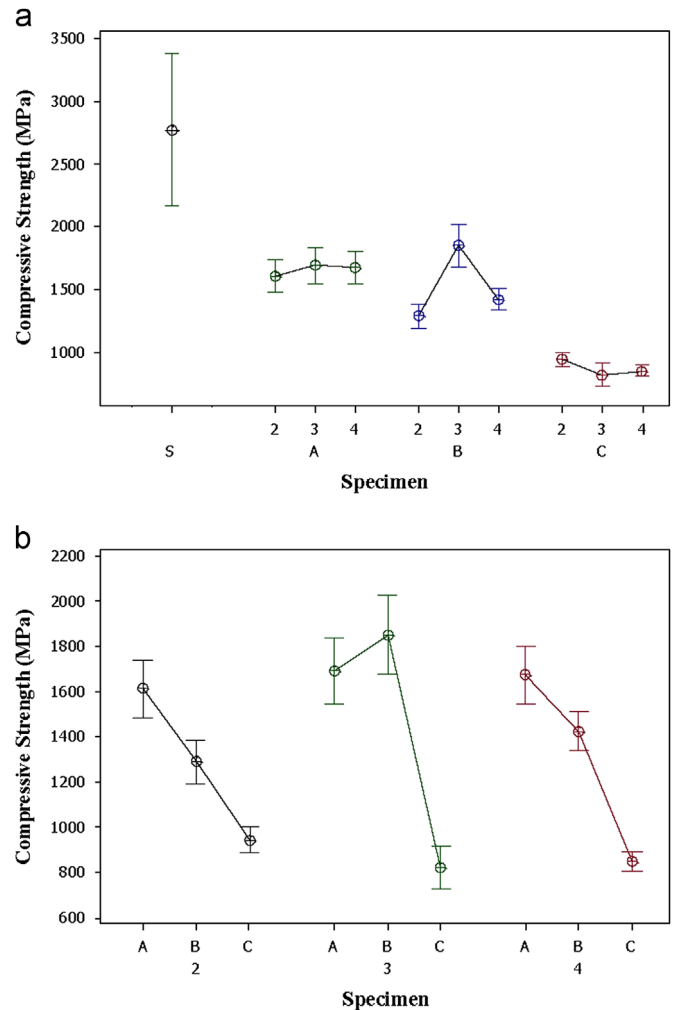 a
3500
3000
2500
2000
1500
1000
Compressive Strength (MPa)
2 3 4 2 3 4 2 3 4
S A B C
Specimen
b
2200
2000
1800
1600
1400
1200
1000
800
600
Compressive Strength (MPa)
A B C A B C A B C
2 3 4
Specimen